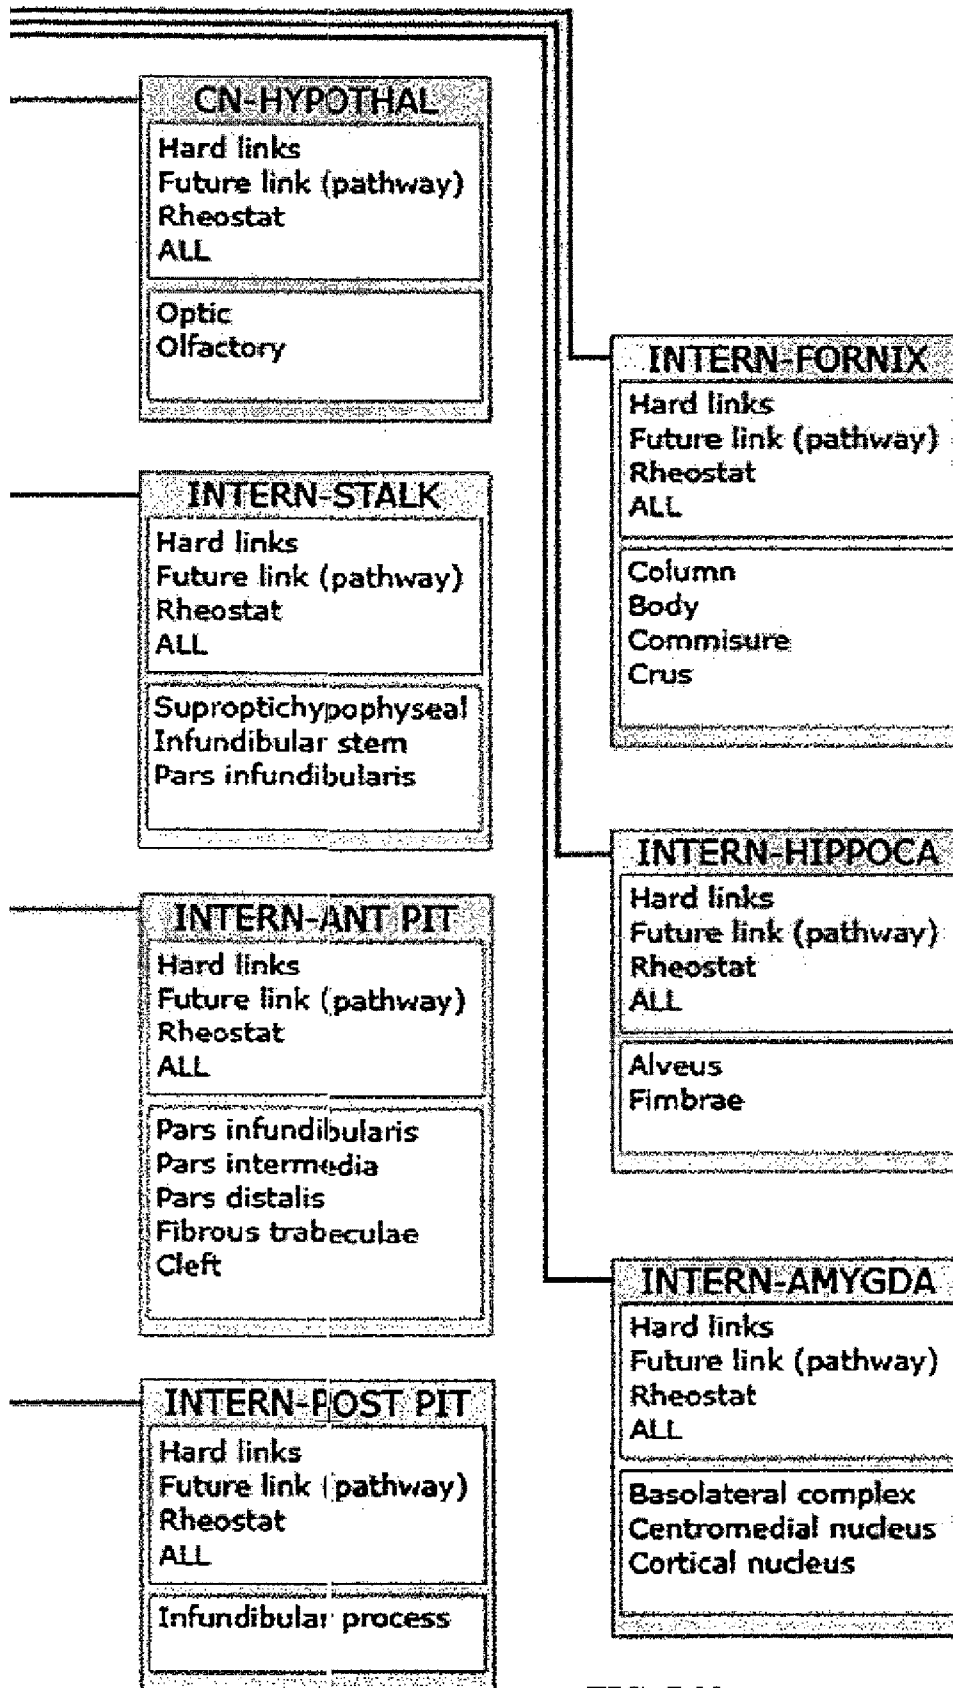 CN-HYPOTHAL
Hard links
Future link (pathway)
Rheostat
ALL
Optic
Olfactory
INTERN-STALK
Hard links
Future link (pathway)
Rheostat
ALL
Suproptichypophyseal
Infundibular stem
Pars infundibularis
INTERN-ANT PIT
Hard links
Future link (pathway)
Rheostat
ALL
Pars infundibularis
Pars intermedia
Pars distalis
Fibrous trabeculae
Cleft
INTERN-POST PIT
Hard links
Future link (pathway)
Rheostat
ALL
Infundibular process
INTERN-FORNIX
Hard links
Future link (pathway)
Rheostat
ALL
Column
Body
Commisure
Crus
INTERN-HIPPOCA
Hard links
Future link (pathway)
Rheostat
ALL
Alveus
Fimbrae
INTERN-AMYGDA
Hard links
Future link (pathway)
Rheostat
ALL
Basolateral complex
Centromedial nucleus
Cortical nucleus